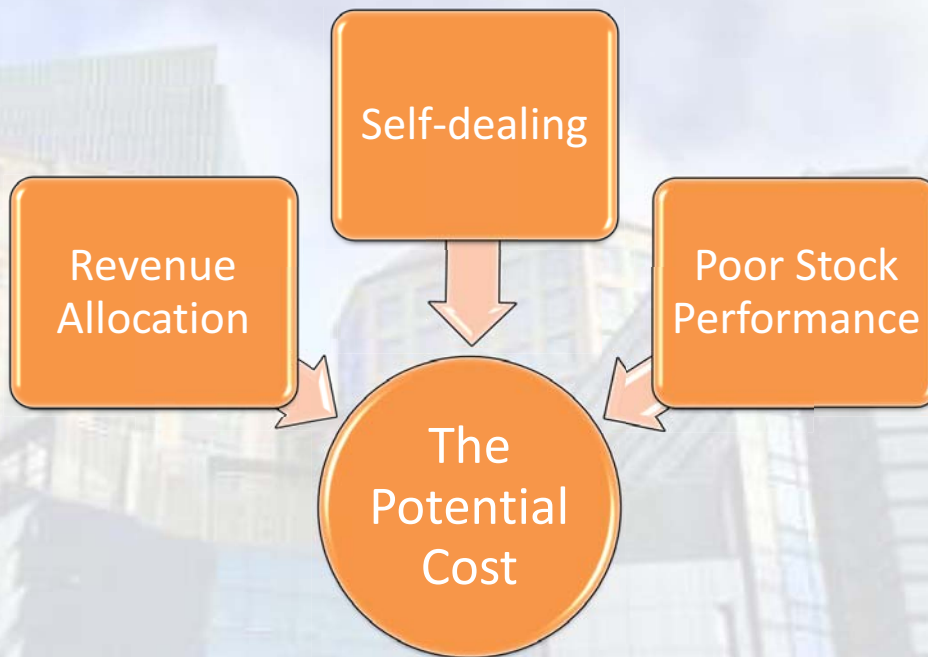 Self-dealing
Revenue
Allocation
Poor Stock
Performance
The
Potential
Cost